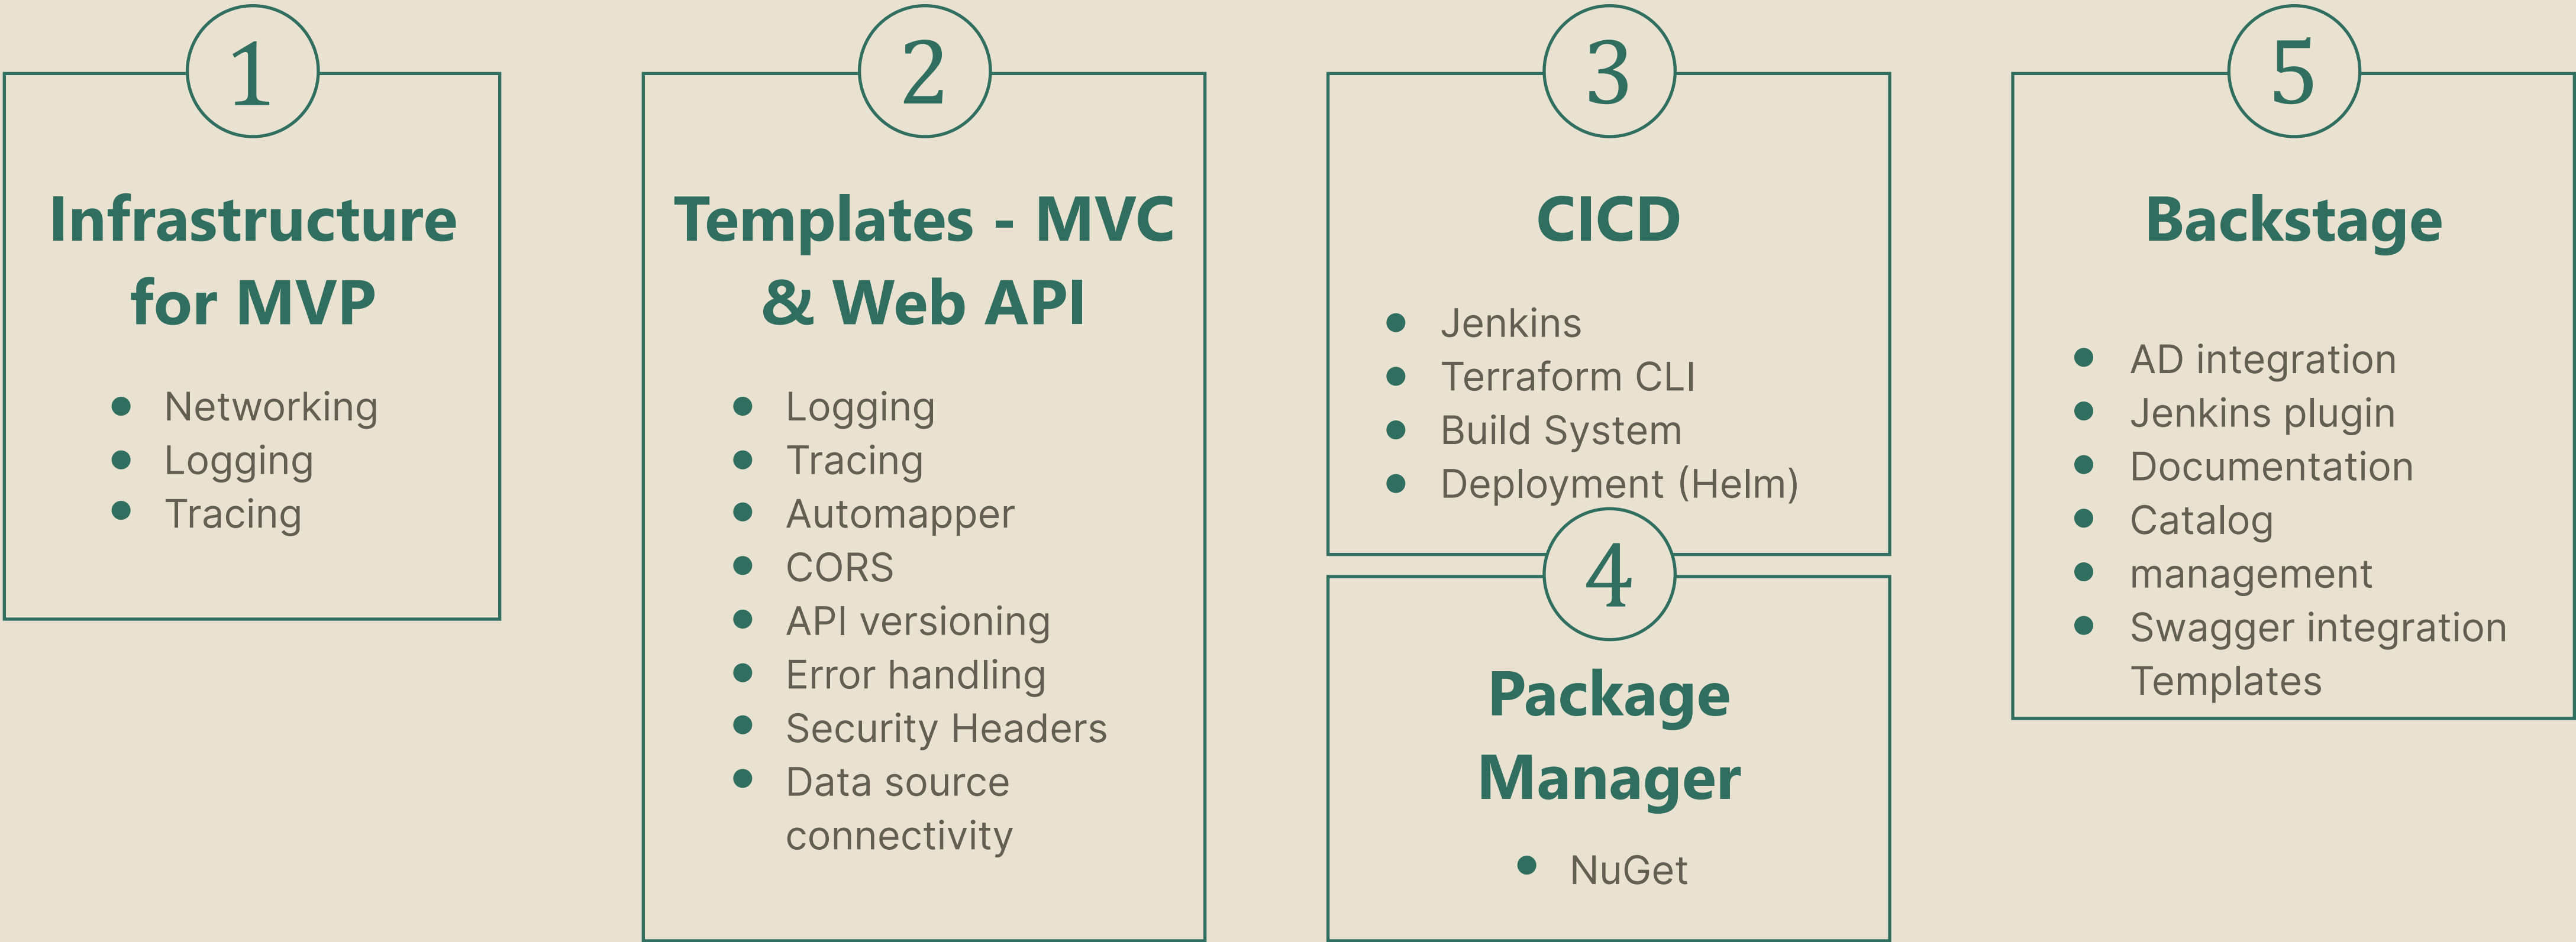 1
Infrastructure
for MVP
Networking
Logging
Tracing
2
Templates - MVC
& Web API
Logging
Tracing
Automapper
CORS
API versioning
Error handling
Security Headers
Data source
connectivity
3
CICD
Jenkins
Terraform CLI
Build System
Deployment (Helm)
4
Package
Manager
NuGet
5
Backstage
AD integration
Jenkins plugin
Documentation
Catalog
management
Swagger integration
Templates